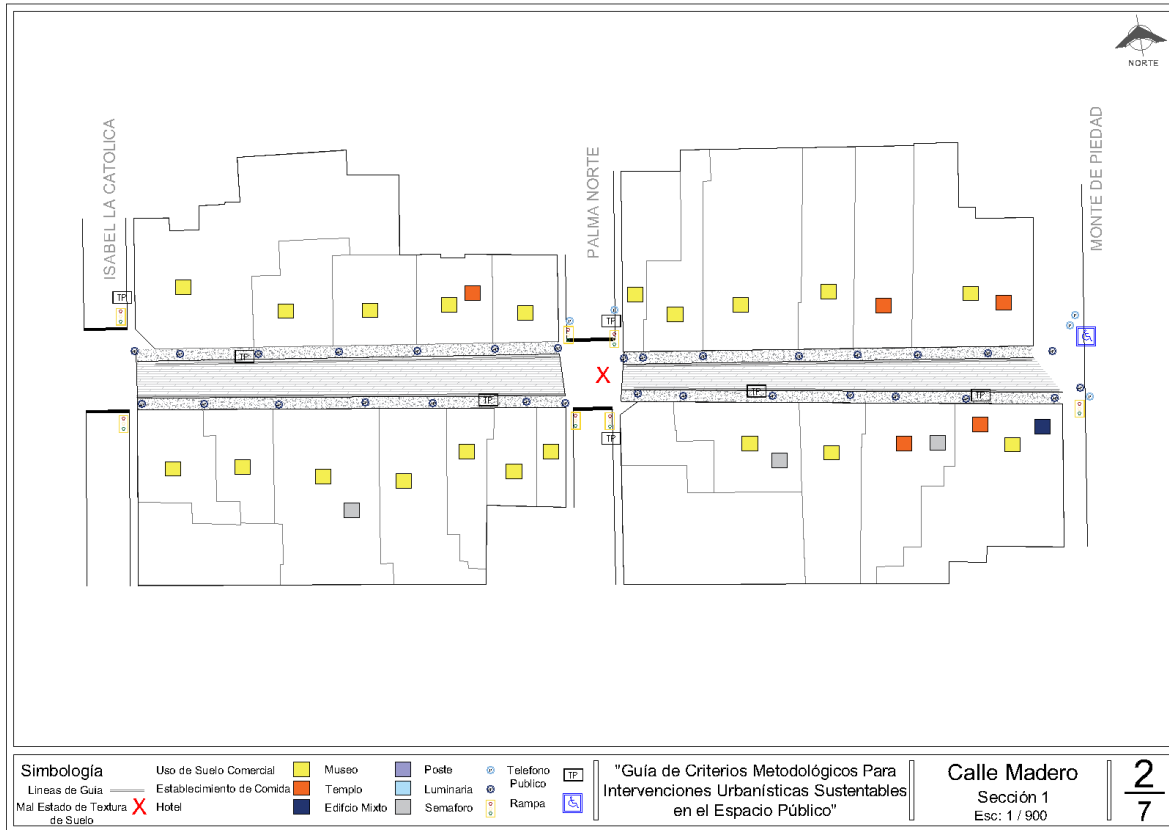 NORTE
ISABEL LA CATOLICA
PALMA NORTE
MONTE DE PIEDAD
TP
TP
TP
TP
TP
TP
TP
P
X
Simbología
Lineas de Guia
Mal Estado de Textura
de Suelo
X
Uso de Suelo Comercial
Establecimiento de Comida
Hotel
Museo
Templo
Edifcio Mixto
Poste
Luminaria
Semaforo
Telefono
Publico
TP
Rampa
"Guía de Criterios Metodológicos Para
Intervenciones Urbanísticas Sustentables
en el Espacio Público"
Calle Madero
Sección 1
Esc: 1 / 900
2
7